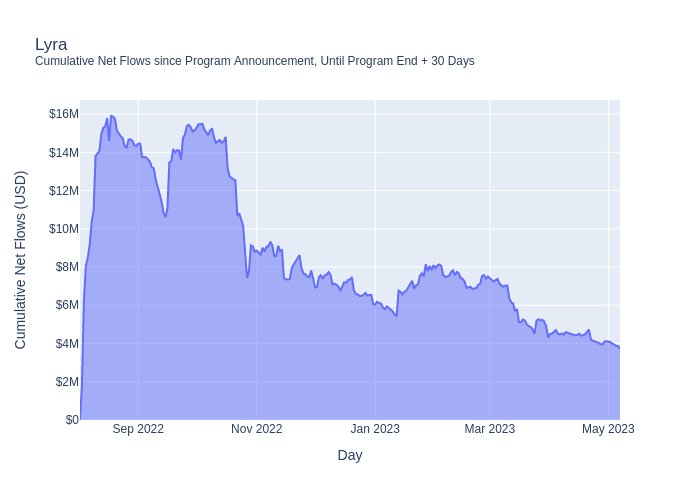 Lyra
Cumulative Net Flows since Program Announcement, Until Program End + 30 Days
Cumulative Net Flows (USD)
$16M
$14M
$12M
$10M
$8M
$6M
$4M
$2M
$0
Sep 2022 Nov 2022 Jan 2023 Mar 2023 May 2023
Day